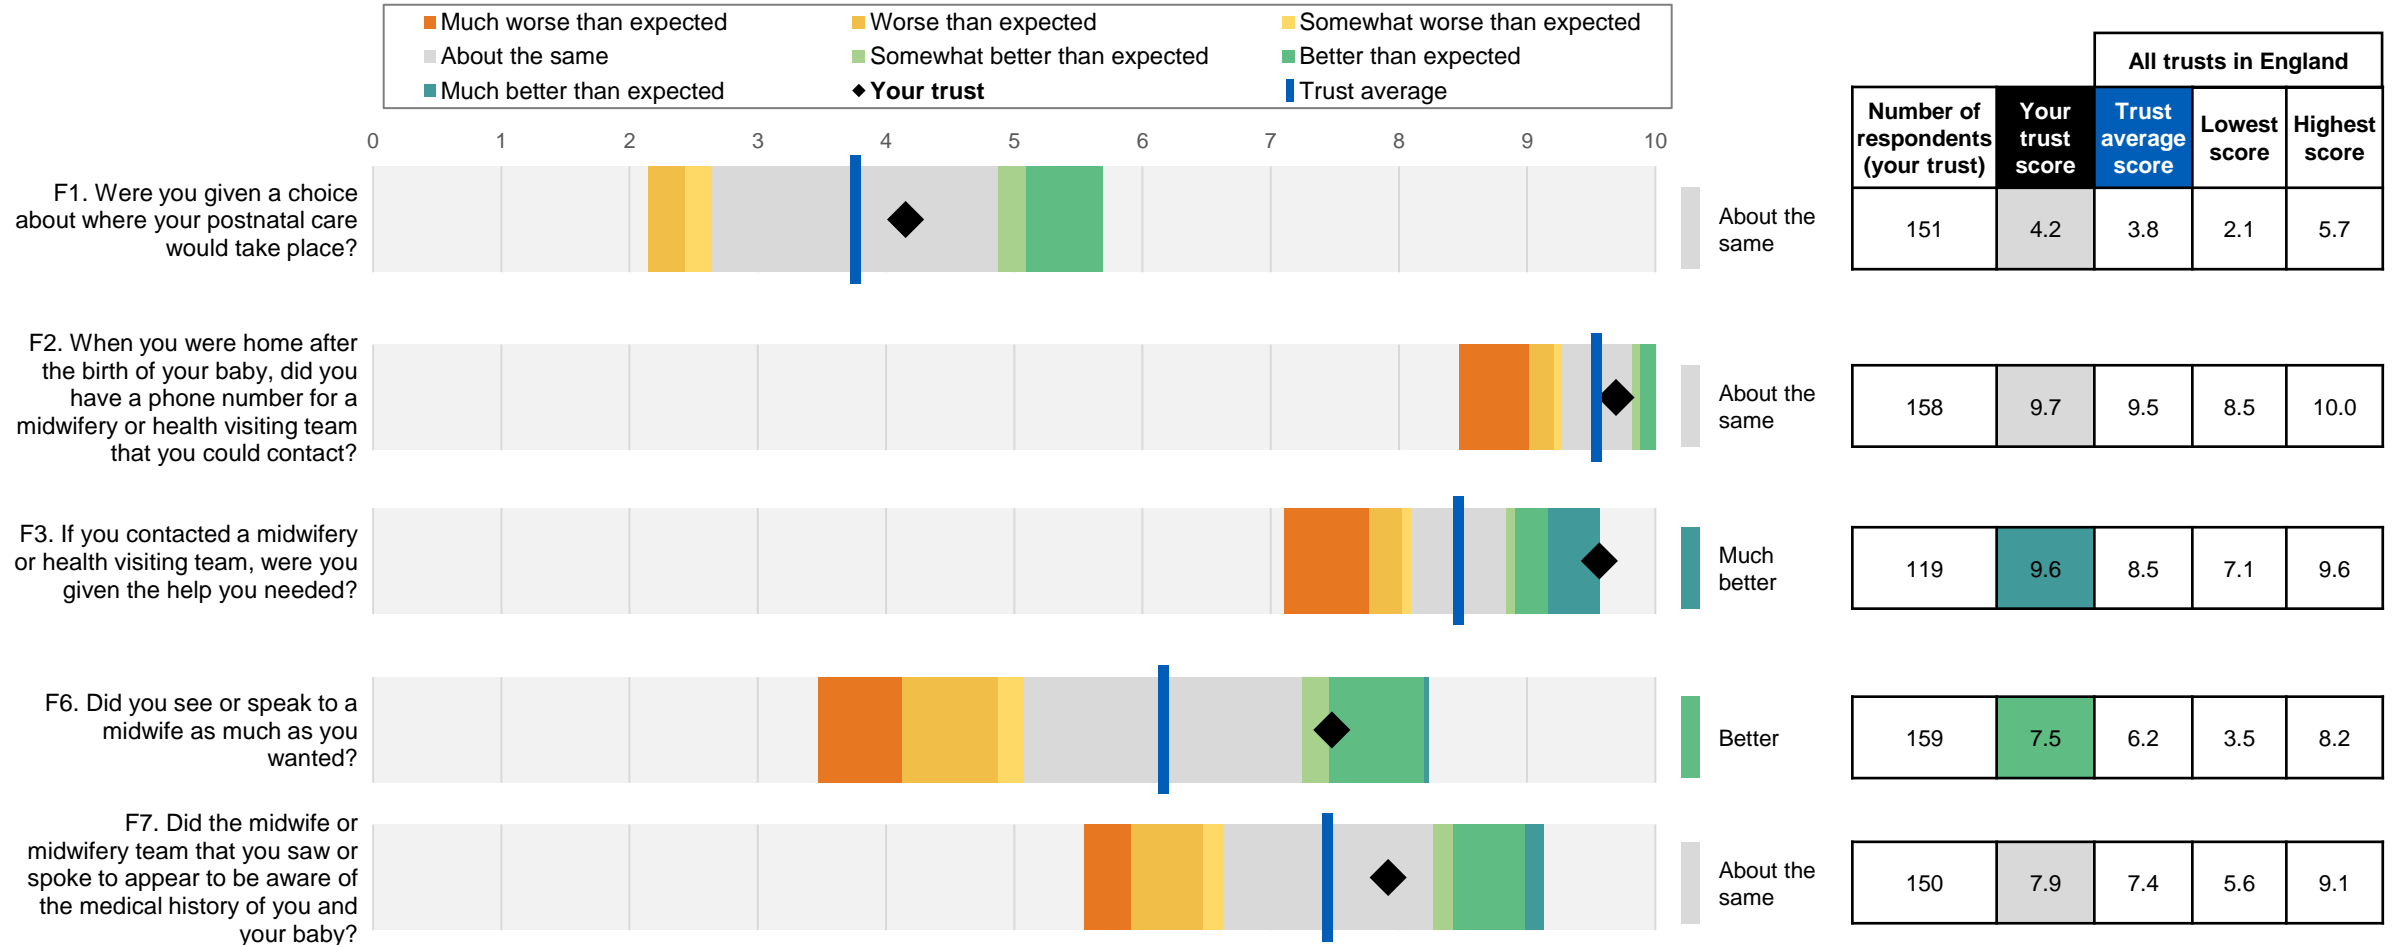 Much worse than expected
Worse than expected
Somewhat worse than expected
About the same
Somewhat better than expected
Better than expected
Much better than expected
Your trust
Trust average
All trusts in England
Number of
respondents
(your trust)
Your
trust
score
Trust
average
score
Lowest
score
Highest
score
0 1 2 3 4 5 6 7 8 9 10
F1. Were you given a choice
about where your postnatal care
would take place?
About the
same
151 4.2 3.8 2.1 5.7
F2. When you were home after
the birth of your baby, did you
have a phone number for a
midwifery or health visiting team
that you could contact?
About the
same
158 9.7 9.5 8.5 10.0
F3. If you contacted a midwifery
or health visiting team, were you
given the help you needed?
Much
better
119 9.6 8.5 7.1 9.6
F6. Did you see or speak to a
midwife as much as you
wanted?
Better
159 7.5 6.2 3.5 8.2
F7. Did the midwife or
midwifery team that you saw or
spoke to appear to be aware of
the medical history of you and
your baby?
About the
same
150 7.9 7.4 5.6 9.1